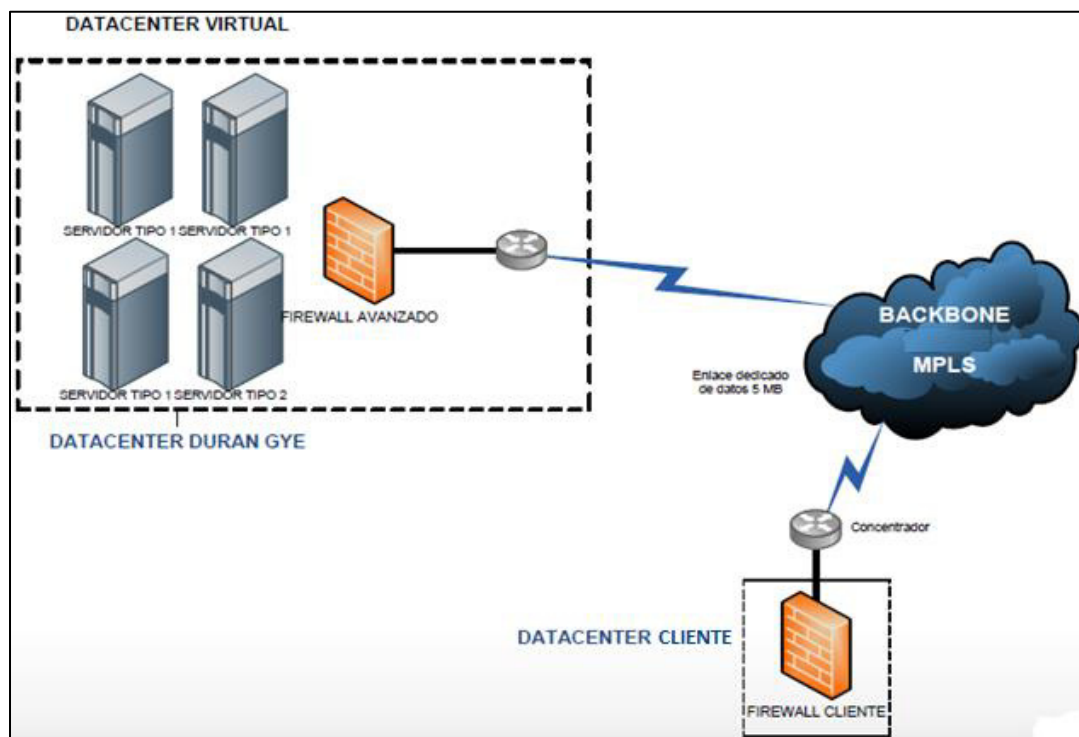 DATACENTER VIRTUAL
SERVIDOR TIPO 1
SERVIDOR TIPO 1
FIREWALL AVANZADO
SERVIDOR TIPO 1
SERVIDOR TIPO 2
DATACENTER DURAN GYE
BACKBONE
MPLS
Enlace dedicado
de datos 5 MB
Concentrador
DATACENTER CLIENTE
FIREWALL CLIENTE